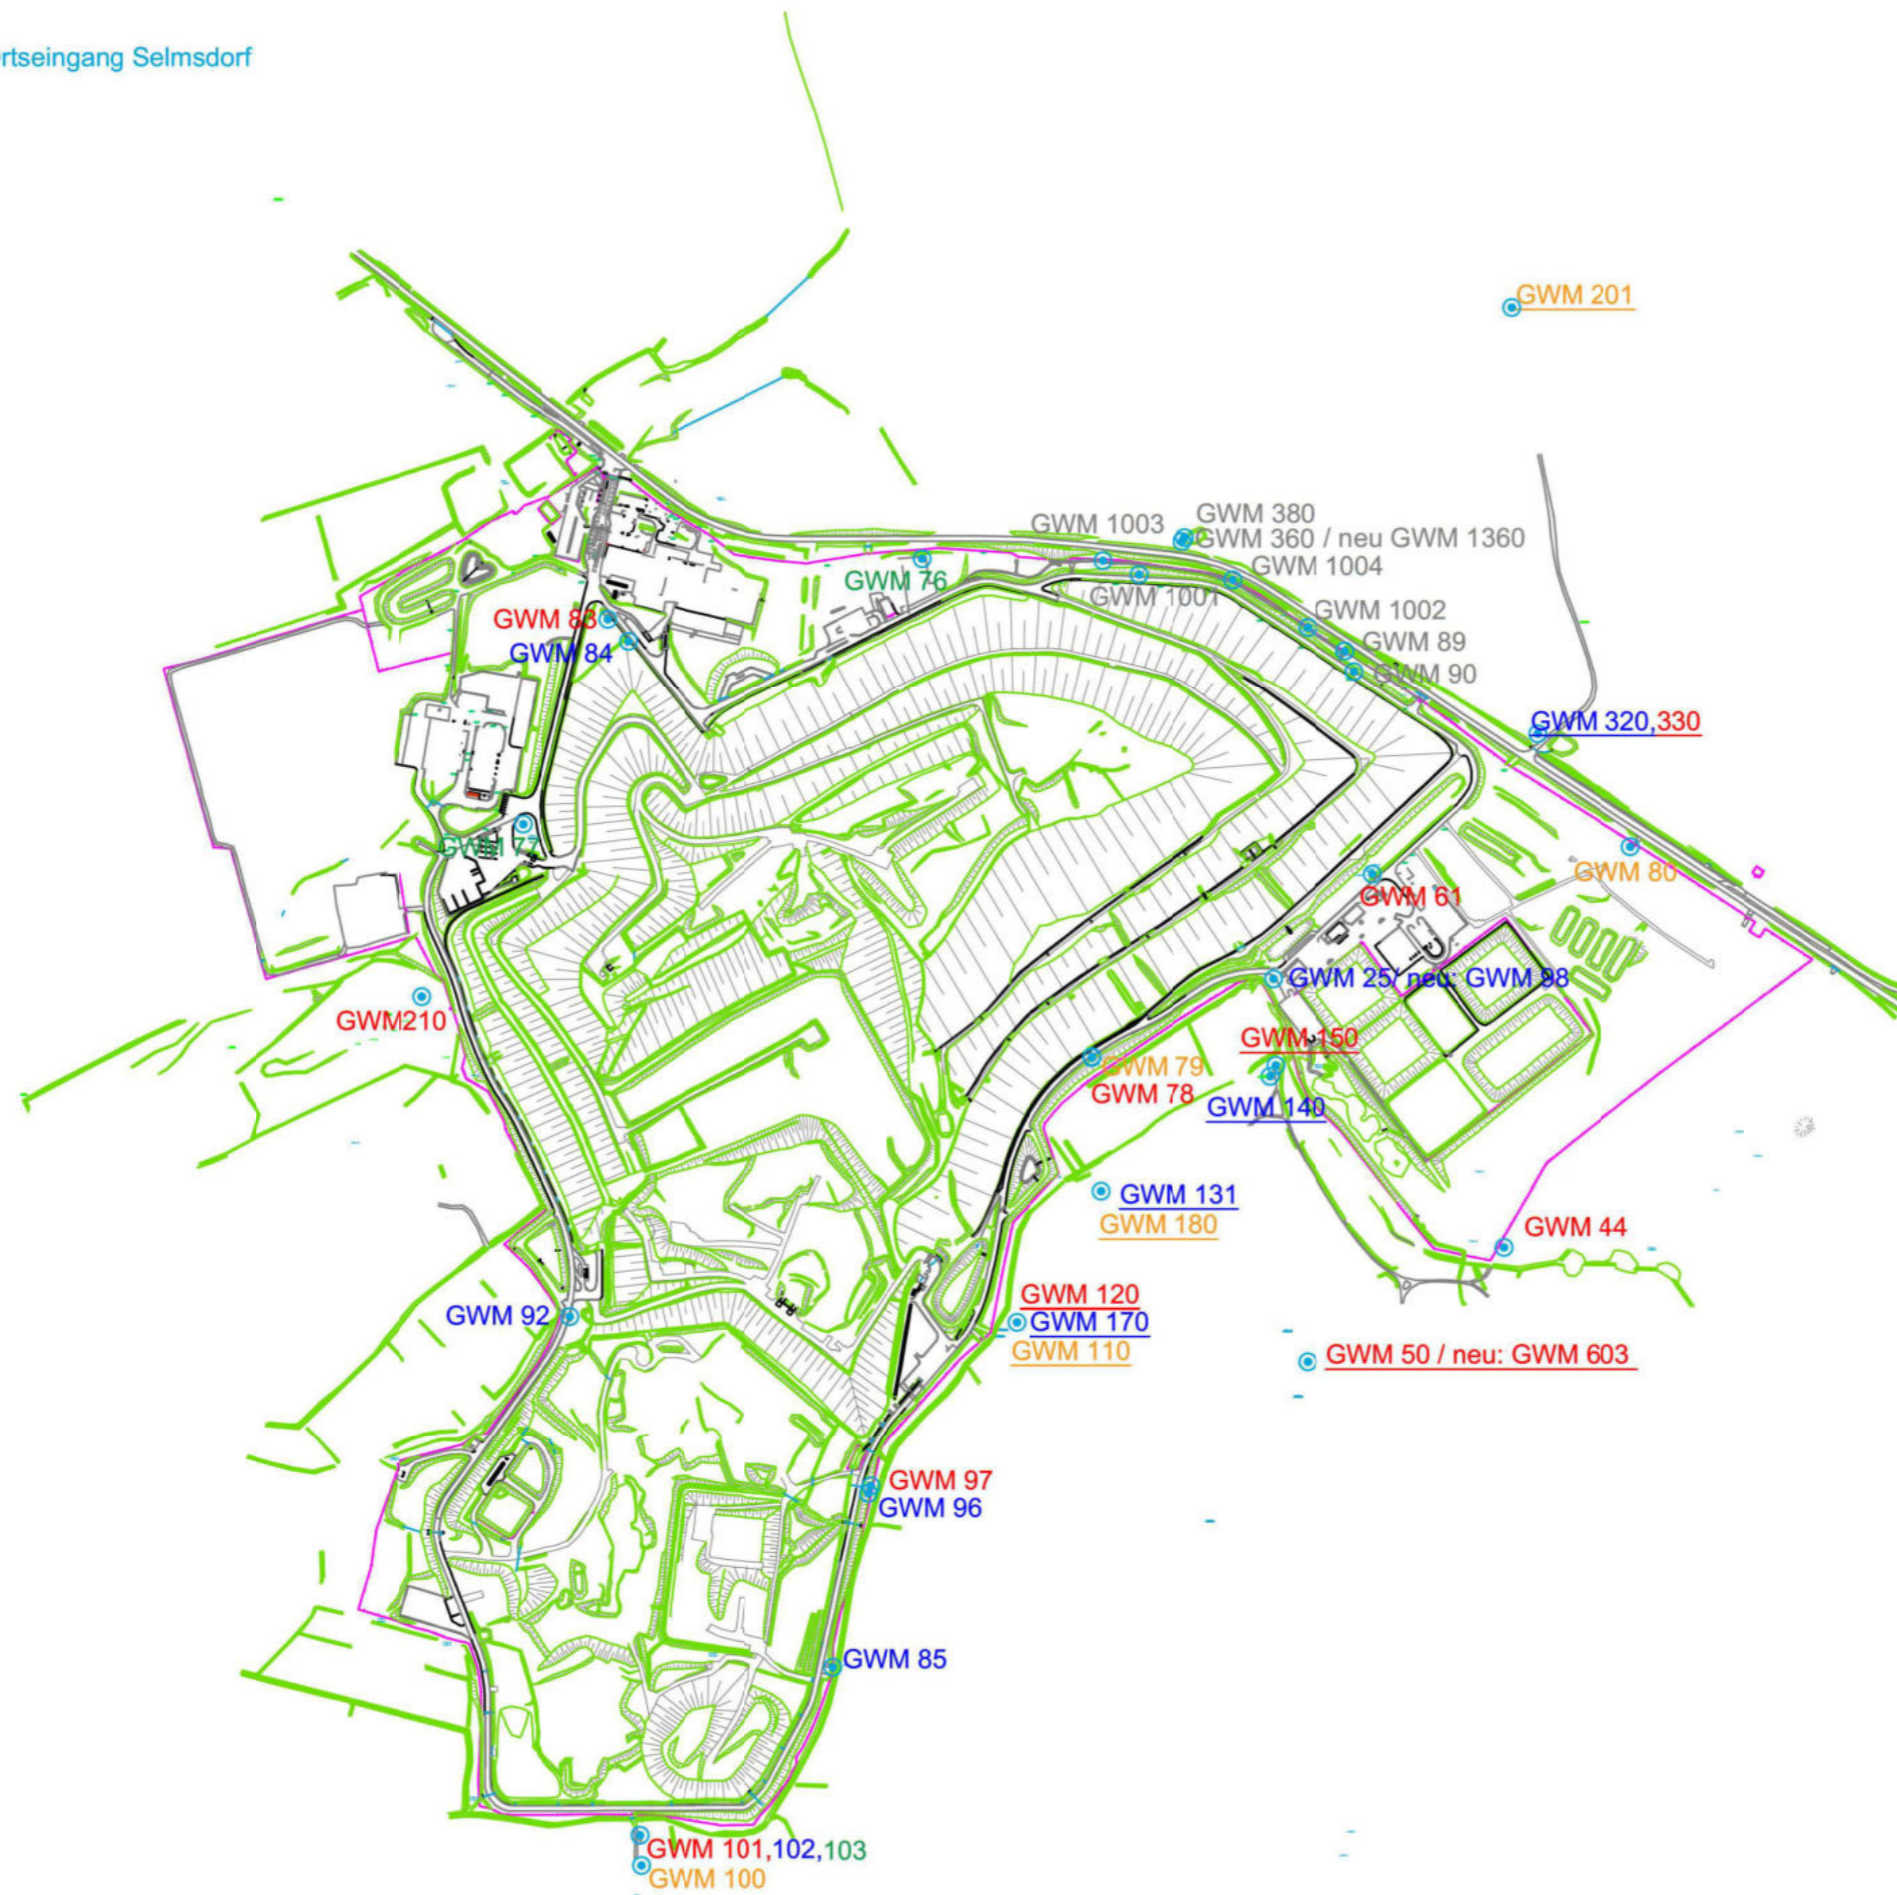 rtseingang Selmsdorf
GWM 201
GWM 380
GWM 1003
GWM 360 / neu GWM 1360
GWM 1004
GWM 76
GWM 1001
GWM 1002
GWM 83
GWM 89
GWM 84
GWM 90
GWM 320,330
GWM 77
GWM 80
GWM 61
GWM 25/ neu: GWM 98
GWM210
GWM 150
GWM 79
GWM 78
GWM 140
GWM 131
GWM 180
GWM 44
GWM 120
GWM 92
GWM 170
GWM 110
GWM 50 / neu: GWM 603
GWM 97
GWM 96
GWM 85
GWM 101,102,103
GWM 100